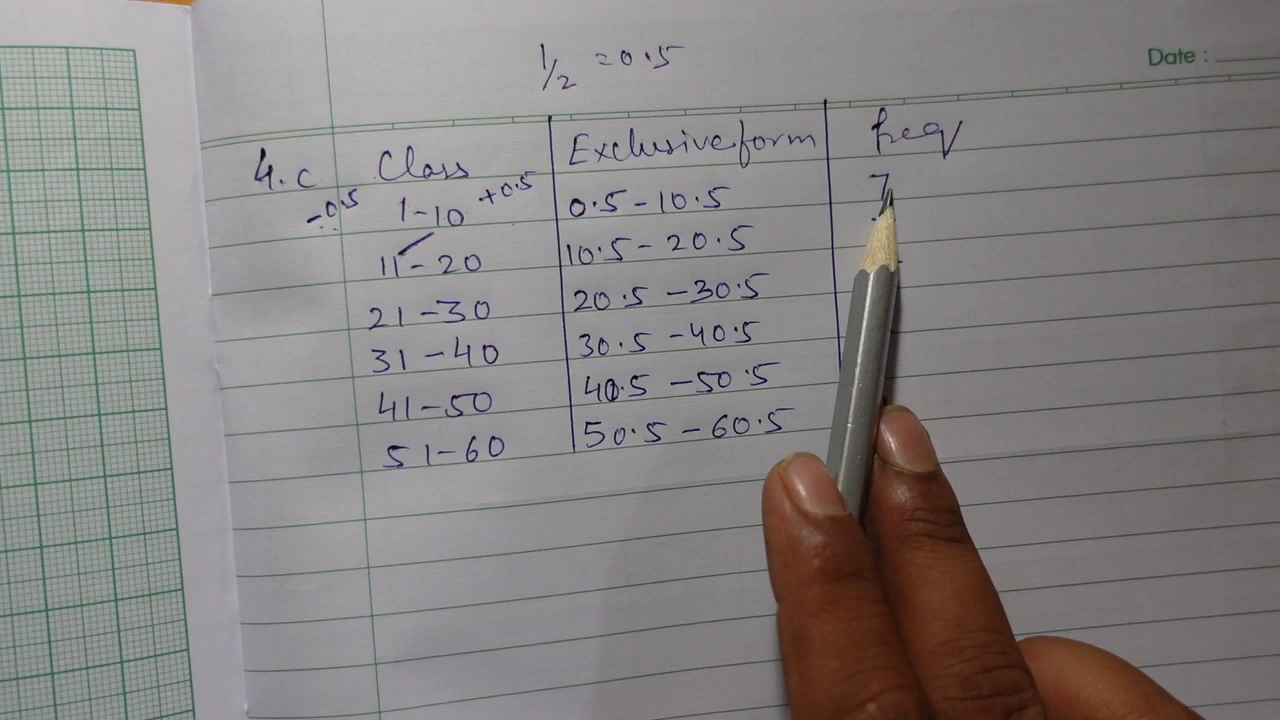 1/2 = 0.5
Date :
4. c Class Exclusive form freq
-0.5 1-10 +0.5 0.5-10.5 7
11-20 10.5-20.5
21-30 20.5-30.5
31-40 30.5-40.5
41-50 40.5-50.5
51-60 50.5-60.5